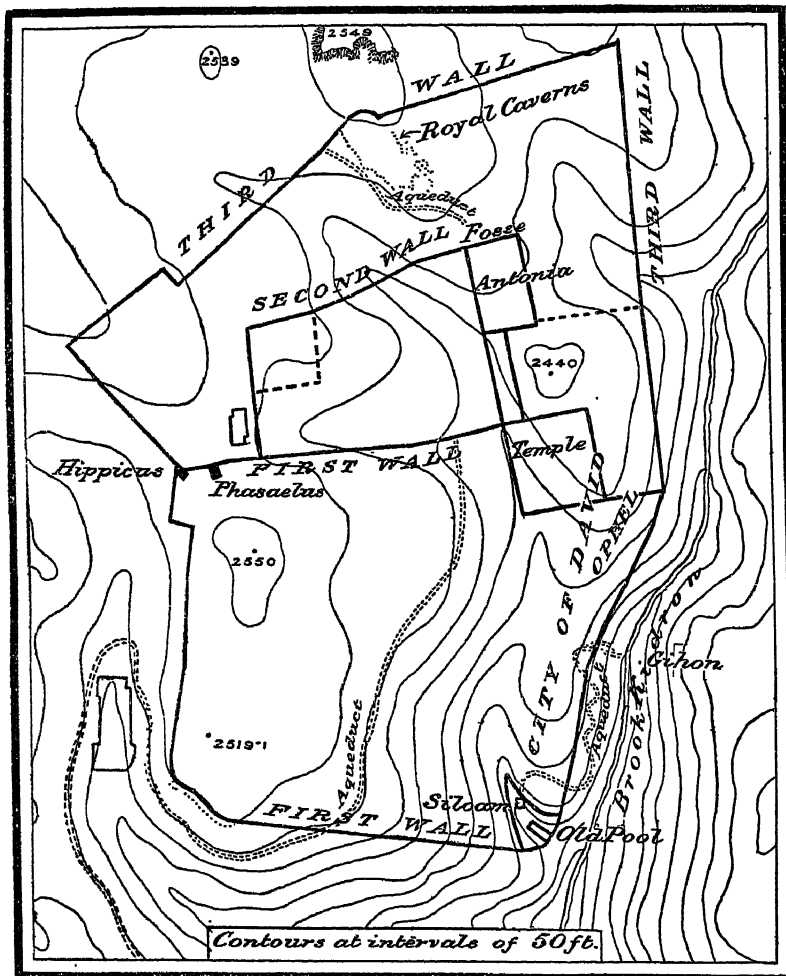 2549
2539
WALL
Royal Caverns
THIRD WALL
THIRD
Aqueduct
SECOND WALL
Fosse
Antonia
2440
FIRST WALL
Temple
Hippicus
Phasaelus
CITY OF DAVID
OPHEL
2550
Gihon
Brook Kidron
Aqueduct
Aqueduct
2519·1
Siloam
FIRST WALL
Old Pool
Contours at intervals of 50ft.